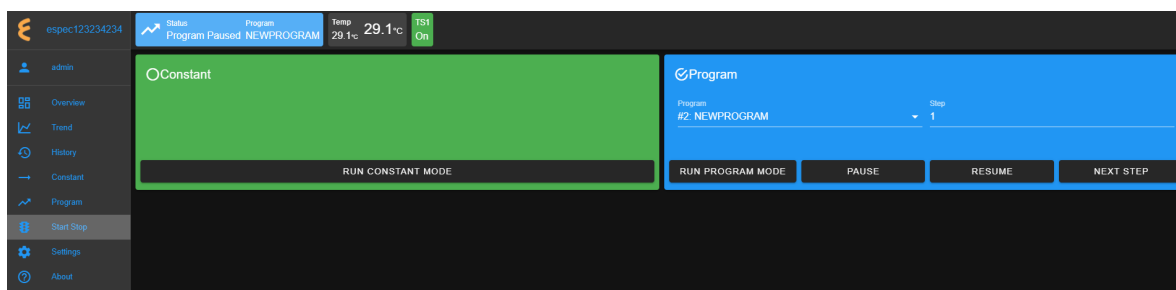 espec123234234
Status Program
Program Paused NEWPROGRAM
Temp
29.1°C 29.1°C
TS1
On
admin
Overview
Trend
History
Constant
Program
Start Stop
Settings
About
Constant
RUN CONSTANT MODE
Program
Program Step
#2: NEWPROGRAM 1
RUN PROGRAM MODE PAUSE RESUME NEXT STEP